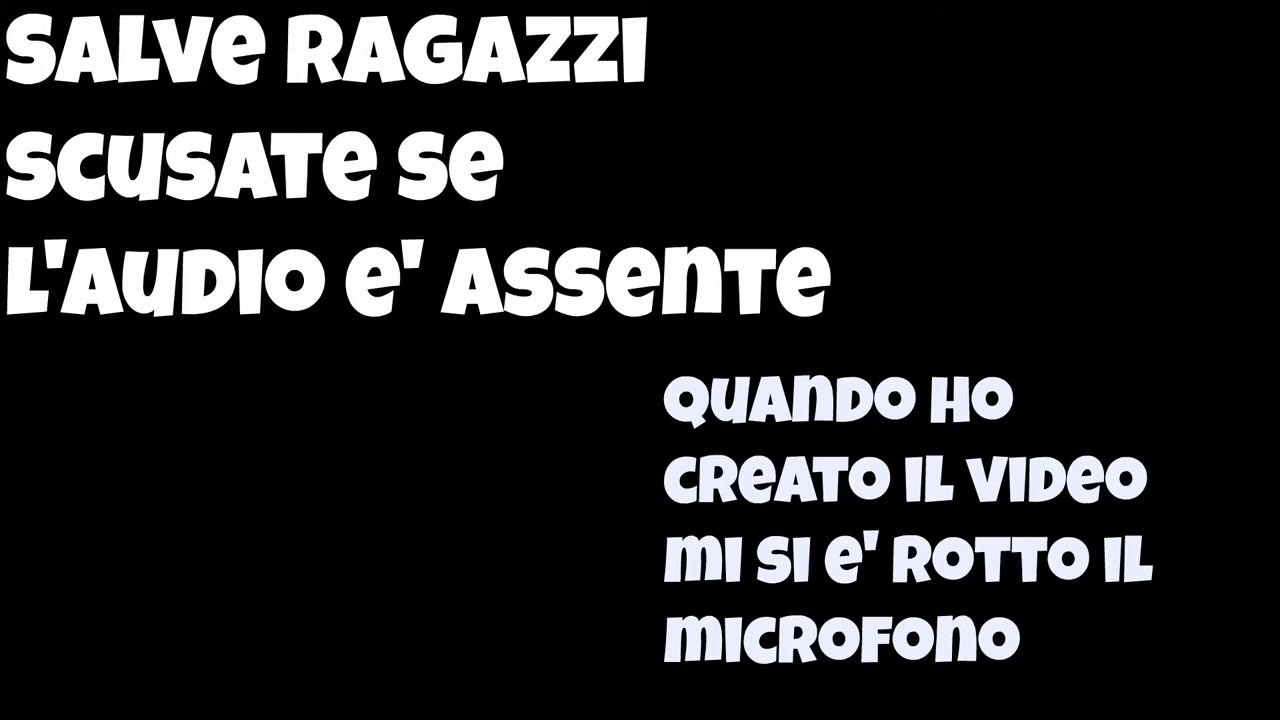 SALVE RAGAZZI
SCUSATE SE
L'AUDIO E' ASSENTE
QUANDO HO
CREATO IL VIDEO
MI SI E' ROTTO IL
MICROFONO